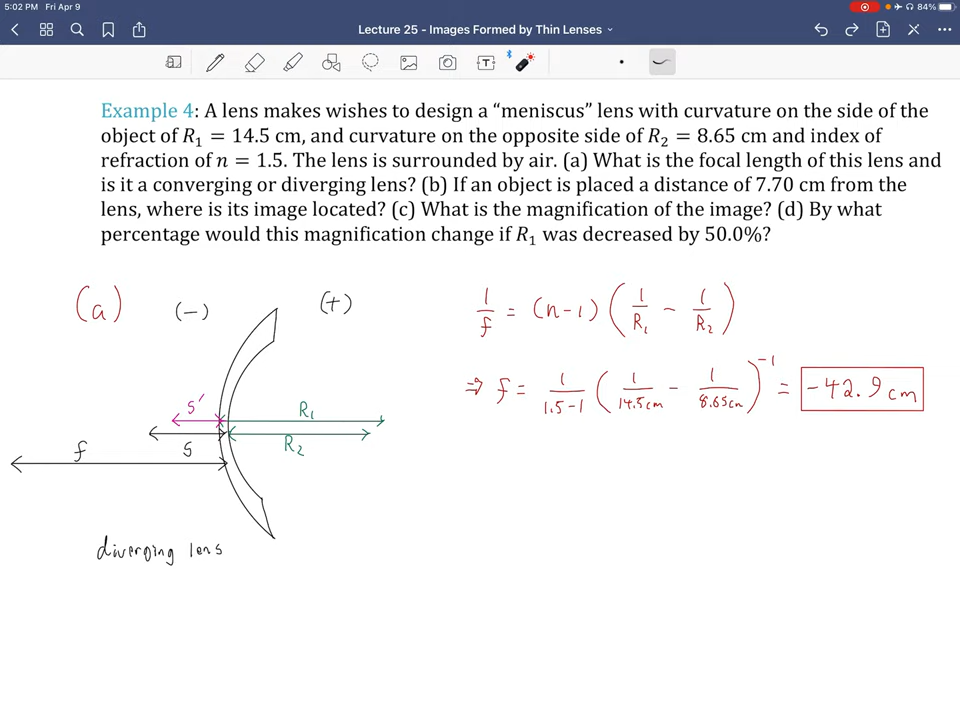 5:02 PM Fri Apr 9
84%
Lecture 25 - Images Formed by Thin Lenses
T
Example 4: A lens makes wishes to design a “meniscus” lens with curvature on the side of the
object of R₁ = 14.5 cm, and curvature on the opposite side of R₂ = 8.65 cm and index of
refraction of n = 1.5. The lens is surrounded by air. (a) What is the focal length of this lens and
is it a converging or diverging lens? (b) If an object is placed a distance of 7.70 cm from the
lens, where is its image located? (c) What is the magnification of the image? (d) By what
percentage would this magnification change if R₁ was decreased by 50.0%?
(a)
(−)
(+)
1/f = (n-1) (1/R₁ − 1/R₂)
⇒ f = 1/(1.5-1) (1/14.5cm − 1/8.65cm)⁻¹ = -42.9 cm
s'
R₁
s
R₂
f
diverging lens